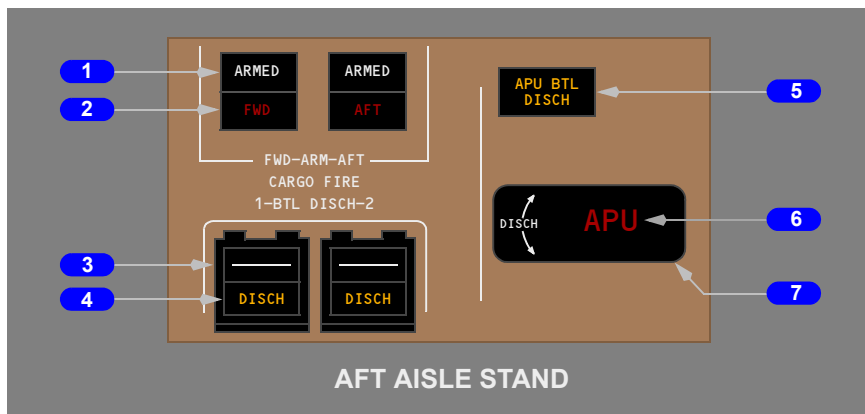 ARMED ARMED
FWD AFT
FWD-ARM-AFT
CARGO FIRE
1-BTL DISCH-2
DISCH DISCH
APU BTL
DISCH
DISCH APU
1
2
3
4
5
6
7
AFT AISLE STAND